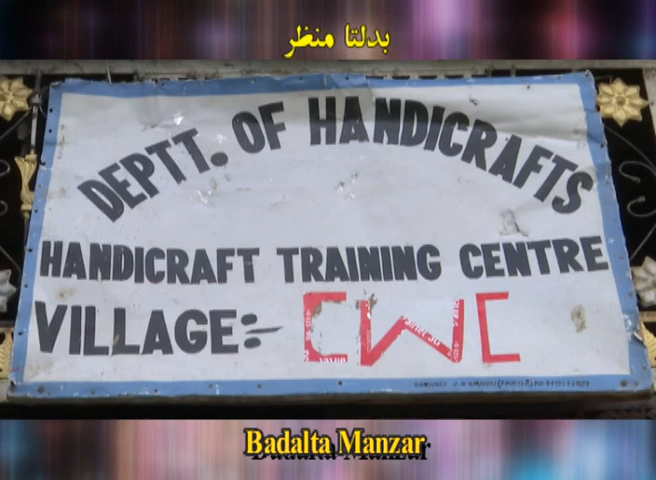 بدلتا منظر
DEPTT. OF HANDICRAFTS
HANDICRAFT TRAINING CENTRE
VILLAGE:- CWC
Badalta Manzar